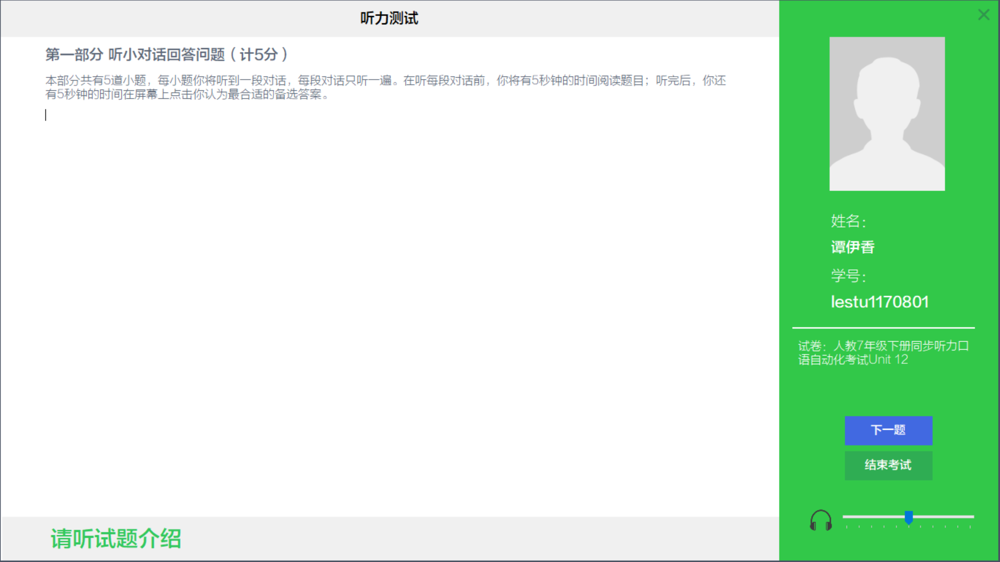 听力测试
第一部分 听小对话回答问题（计5分）
本部分共有5道小题，每小题你将听到一段对话，每段对话只听一遍。在听每段对话前，你将有5秒钟的时间阅读题目；听完后，你还
有5秒钟的时间在屏幕上点击你认为最合适的备选答案。
请听试题介绍
姓名：
谭伊香
学号：
lestu1170801
试卷：人教7年级下册同步听力口
语自动化考试Unit 12
下一题
结束考试